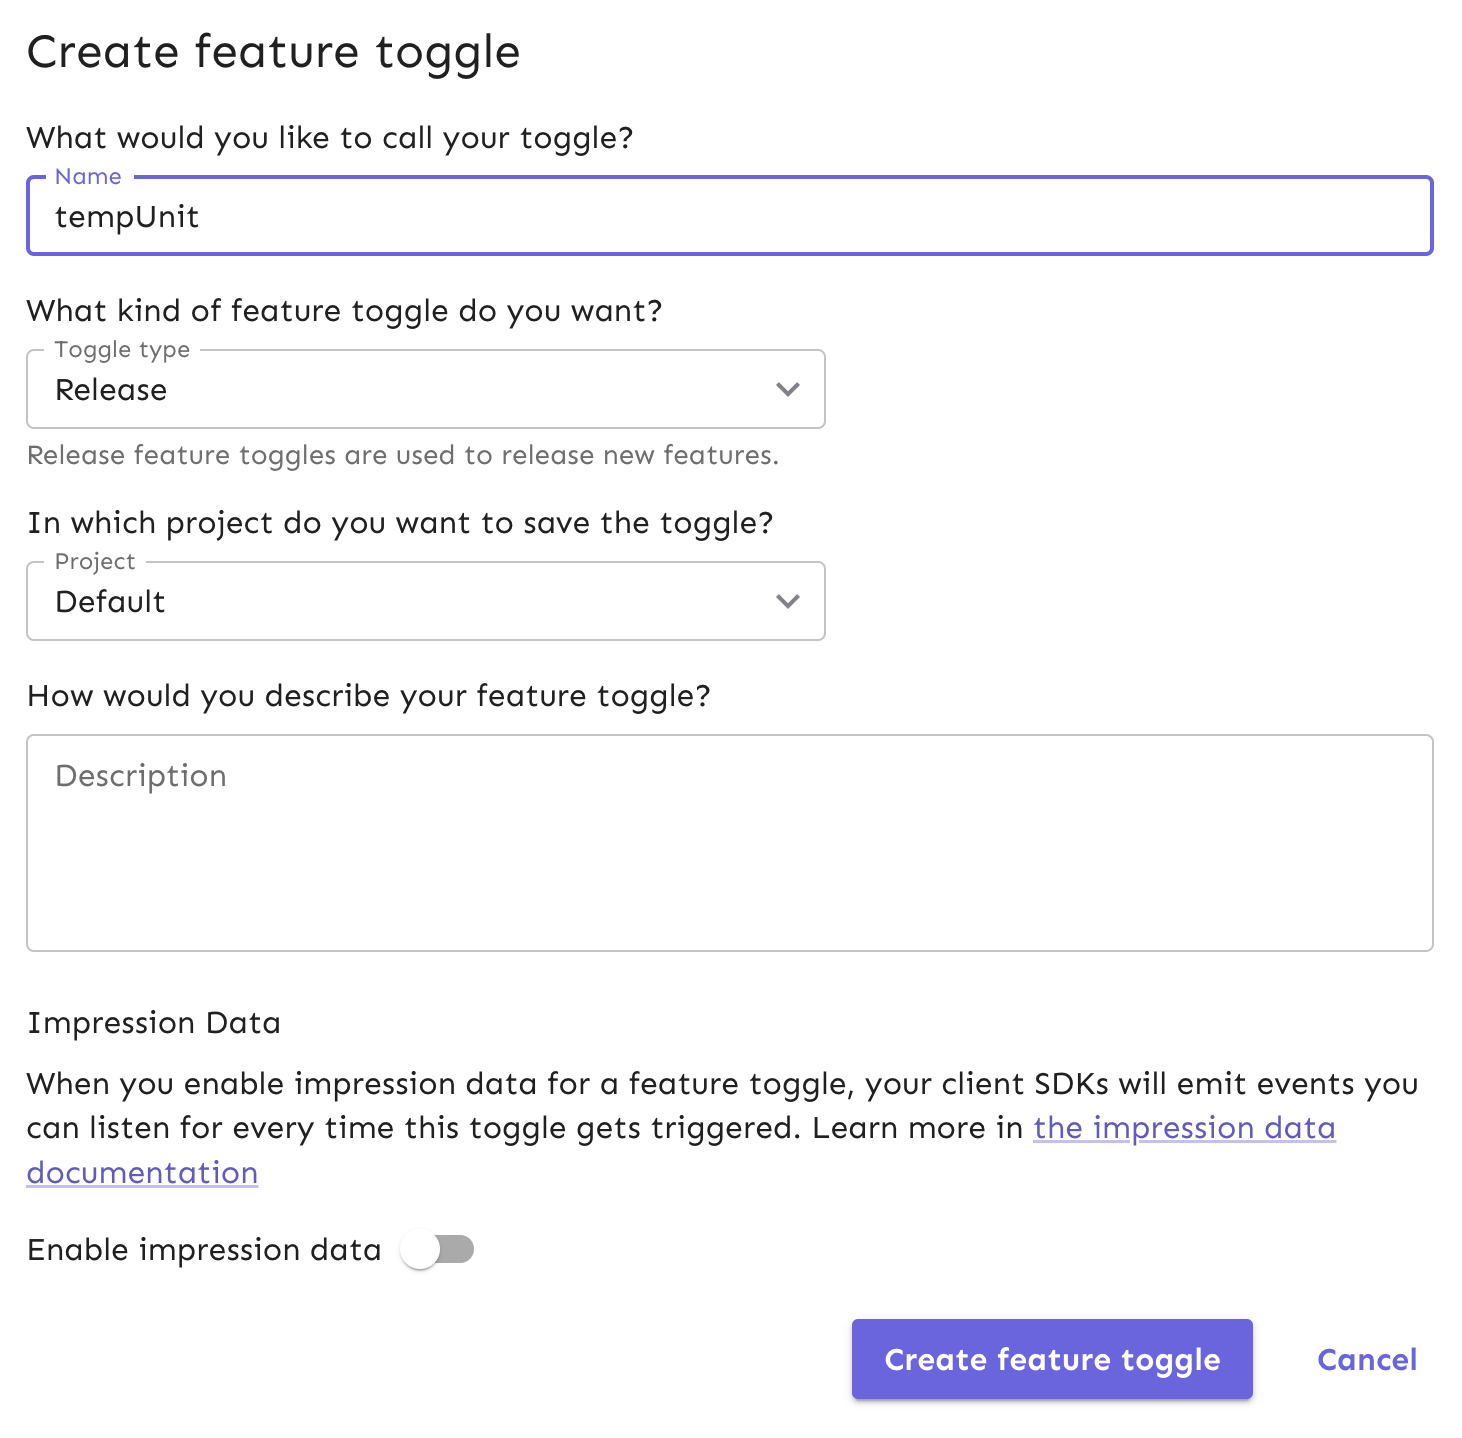 Create feature toggle
What would you like to call your toggle?
Name
tempUnit
What kind of feature toggle do you want?
Toggle type
Release
Release feature toggles are used to release new features.
In which project do you want to save the toggle?
Project
Default
How would you describe your feature toggle?
Description
Impression Data
When you enable impression data for a feature toggle, your client SDKs will emit events you
can listen for every time this toggle gets triggered. Learn more in the impression data
documentation
Enable impression data
Create feature toggle Cancel